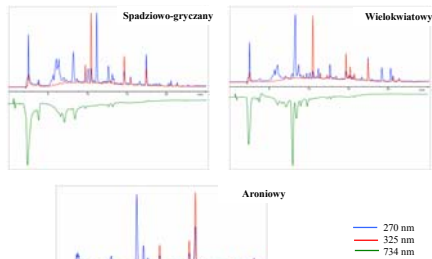 Spadziowo-gryczany
Wielokwiatowy
Aroniowy
270 nm
325 nm
734 nm